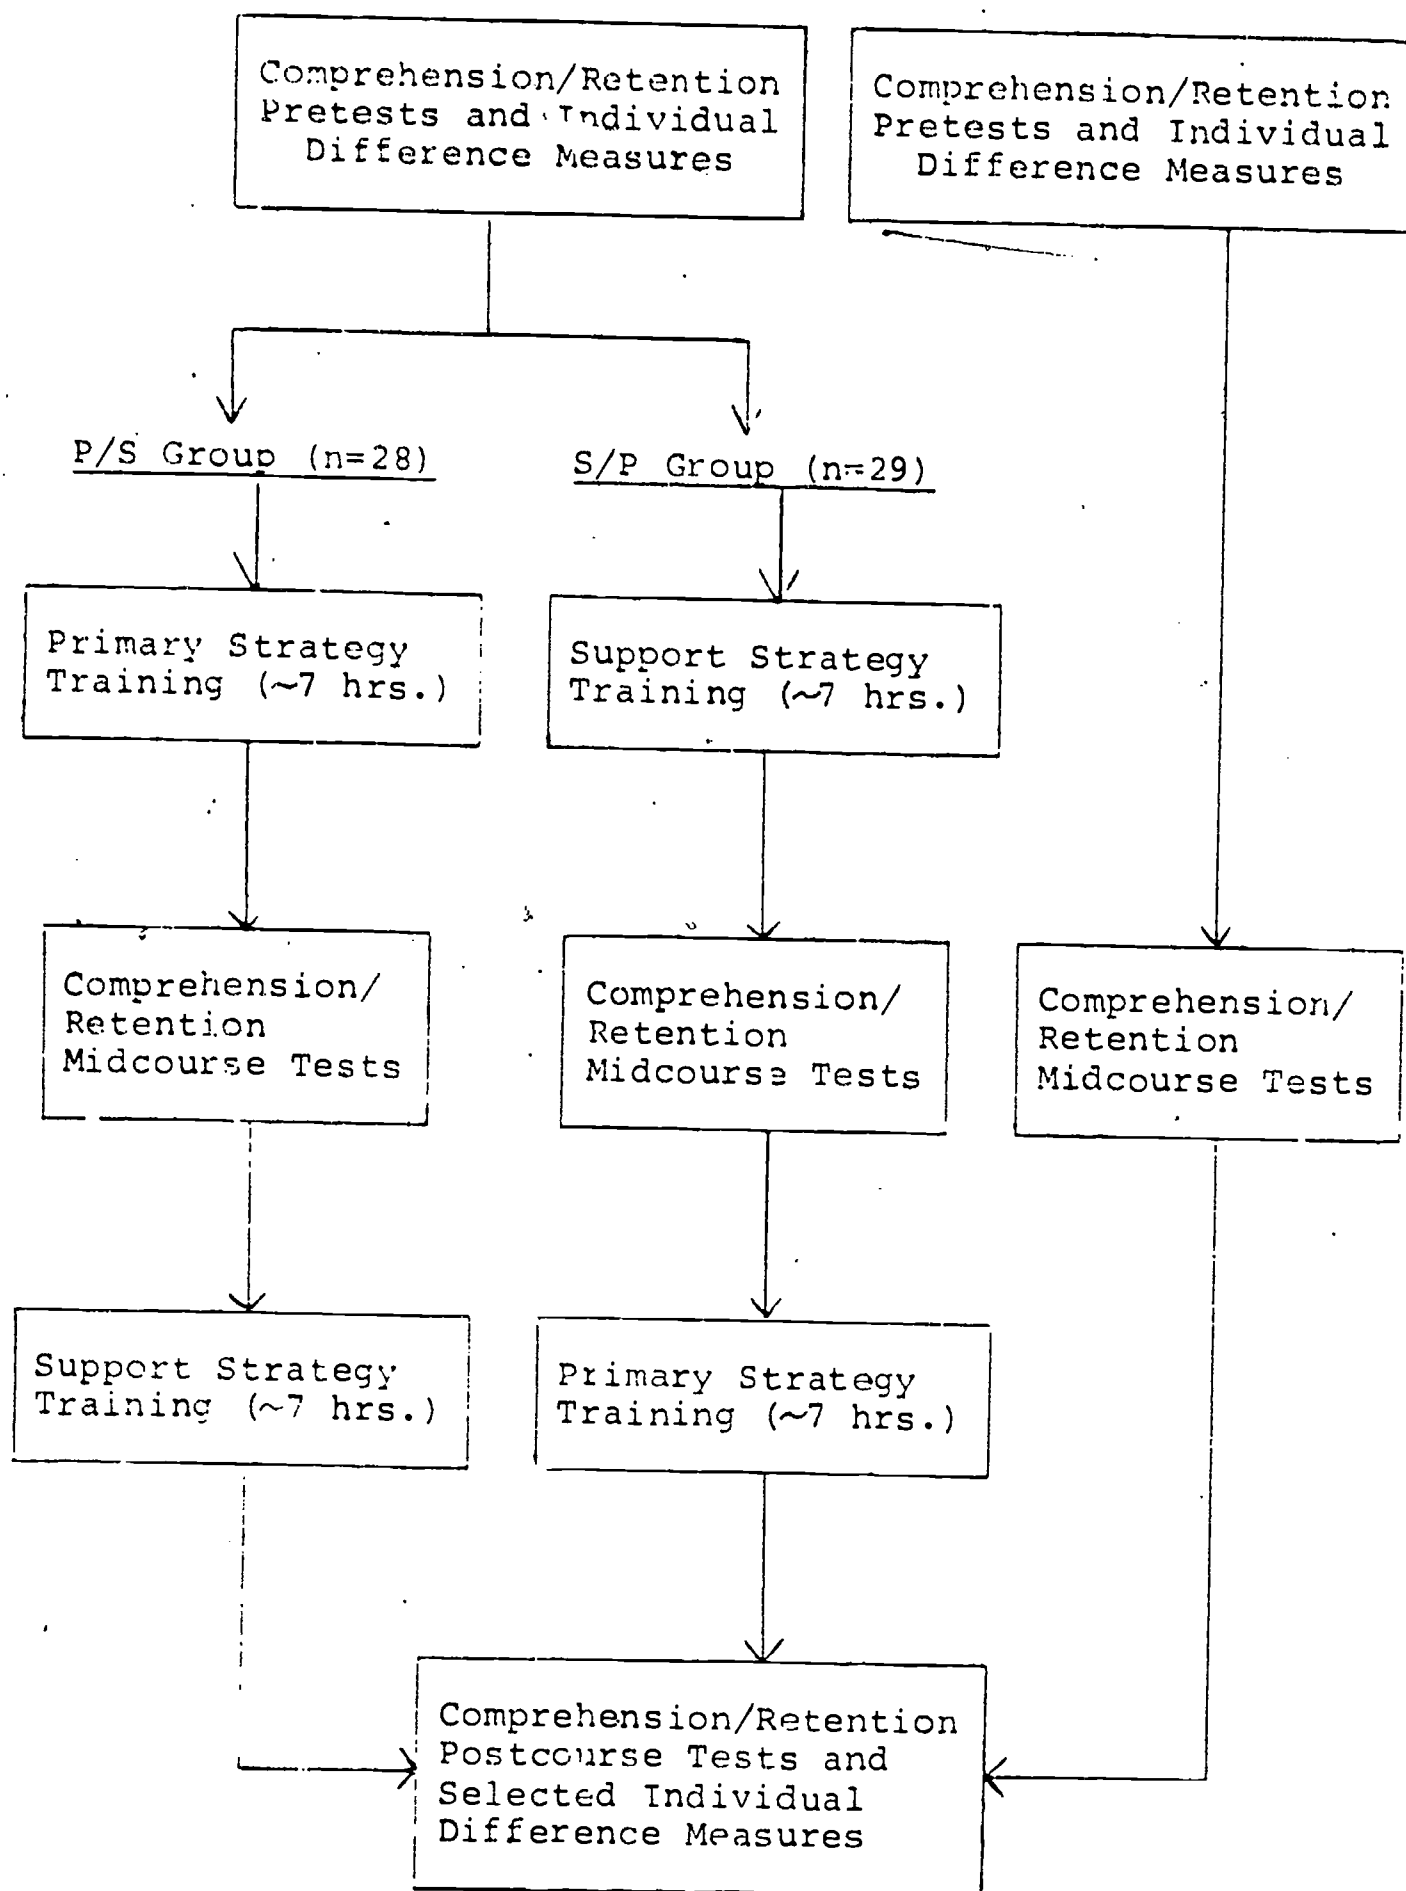 Comprehension/Retention
Pretests and Individual
Difference Measures
Comprehension/Retention
Pretests and Individual
Difference Measures
P/S Group (n=28)
S/P Group (n=29)
Primary Strategy
Training (~7 hrs.)
Support Strategy
Training (~7 hrs.)
Comprehension/
Retention
Midcourse Tests
Comprehension/
Retention
Midcourse Tests
Comprehension/
Retention
Midcourse Tests
Support Strategy
Training (~7 hrs.)
Primary Strategy
Training (~7 hrs.)
Comprehension/Retention
Postcourse Tests and
Selected Individual
Difference Measures